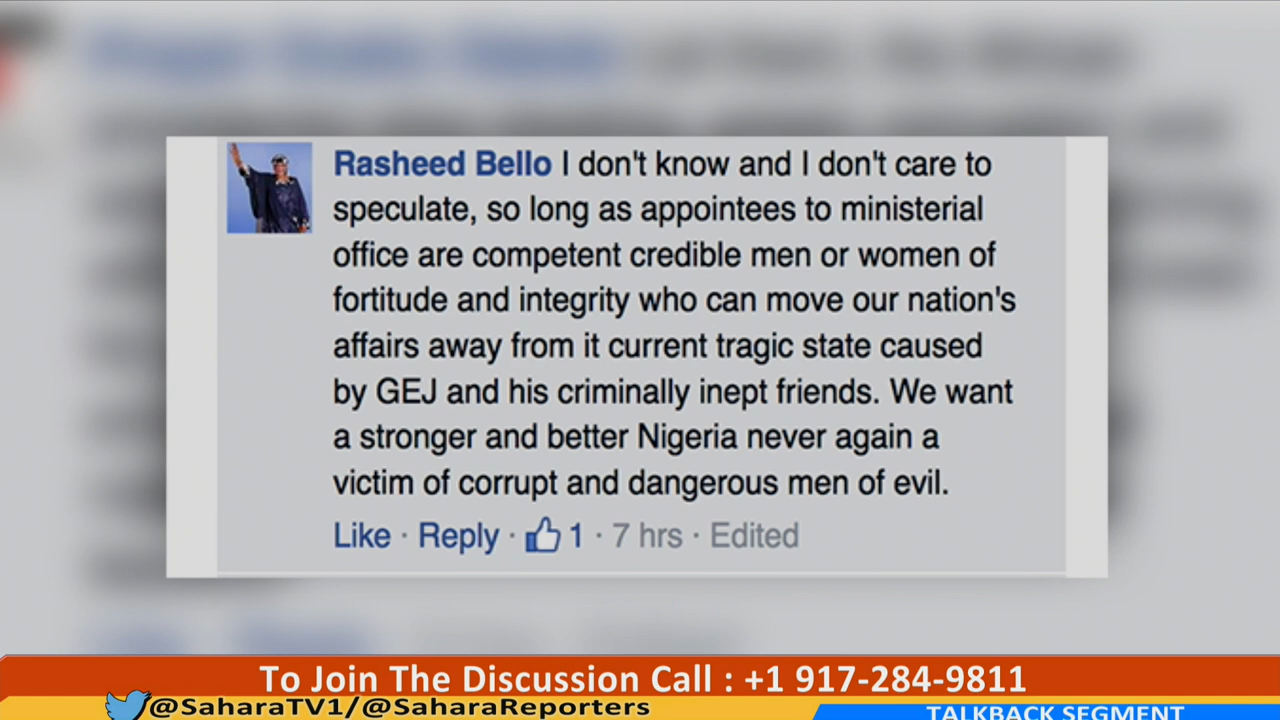 Rasheed Bello I don't know and I don't care to
speculate, so long as appointees to ministerial
office are competent credible men or women of
fortitude and integrity who can move our nation's
affairs away from it current tragic state caused
by GEJ and his criminally inept friends. We want
a stronger and better Nigeria never again a
victim of corrupt and dangerous men of evil.
Like · Reply · 1 · 7 hrs · Edited
To Join The Discussion Call : +1 917-284-9811
@SaharaTV1/@SaharaReporters
TALKBACK SEGMENT